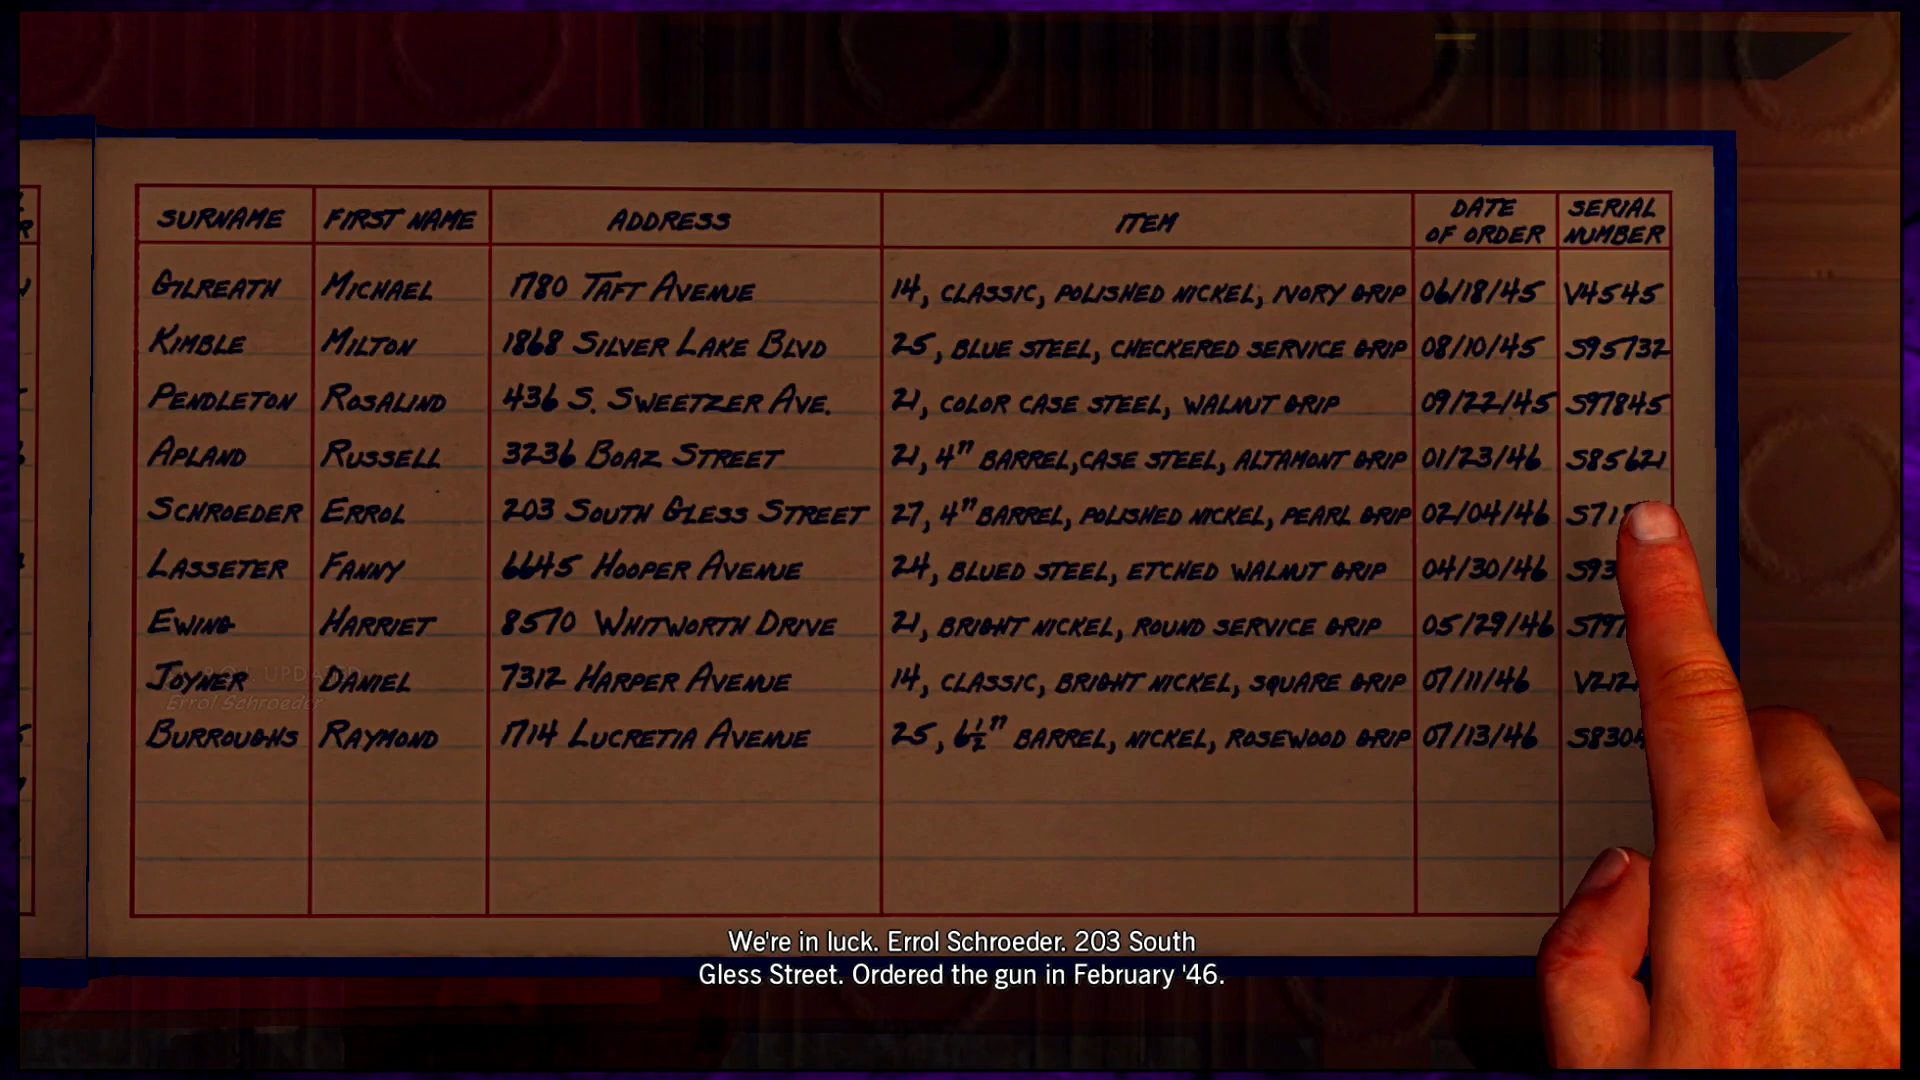 SURNAME FIRST NAME ADDRESS ITEM DATE OF ORDER SERIAL NUMBER
GILREATH MICHAEL 1780 TAFT AVENUE 14, CLASSIC, POLISHED NICKEL, IVORY GRIP 06/18/45 V4545
KIMBLE MILTON 1868 SILVER LAKE BLVD 25, BLUE STEEL, CHECKERED SERVICE GRIP 08/10/45 S95732
PENDLETON ROSALIND 436 S. SWEETZER AVE. 21, COLOR CASE STEEL, WALNUT GRIP 09/22/45 S97845
APLAND RUSSELL 3236 BOAZ STREET 21, 4" BARREL, CASE STEEL, ALTAMONT GRIP 01/23/46 S85621
SCHROEDER ERROL 203 SOUTH GLESS STREET 27, 4" BARREL, POLISHED NICKEL, PEARL GRIP 02/04/46
LASSETER FANNY 6645 HOOPER AVENUE 24, BLUED STEEL, ETCHED WALNUT GRIP 04/30/46
EWING HARRIET 8570 WHITWORTH DRIVE 21, BRIGHT NICKEL, ROUND SERVICE GRIP 05/29/46
JOYNER DANIEL 7312 HARPER AVENUE 14, CLASSIC, BRIGHT NICKEL, SQUARE GRIP 07/11/46
Errol Schroeder
BURROUGHS RAYMOND 1714 LUCRETIA AVENUE 25, 6½" BARREL, NICKEL, ROSEWOOD GRIP 07/13/46
We're in luck. Errol Schroeder. 203 South
Gless Street. Ordered the gun in February '46.